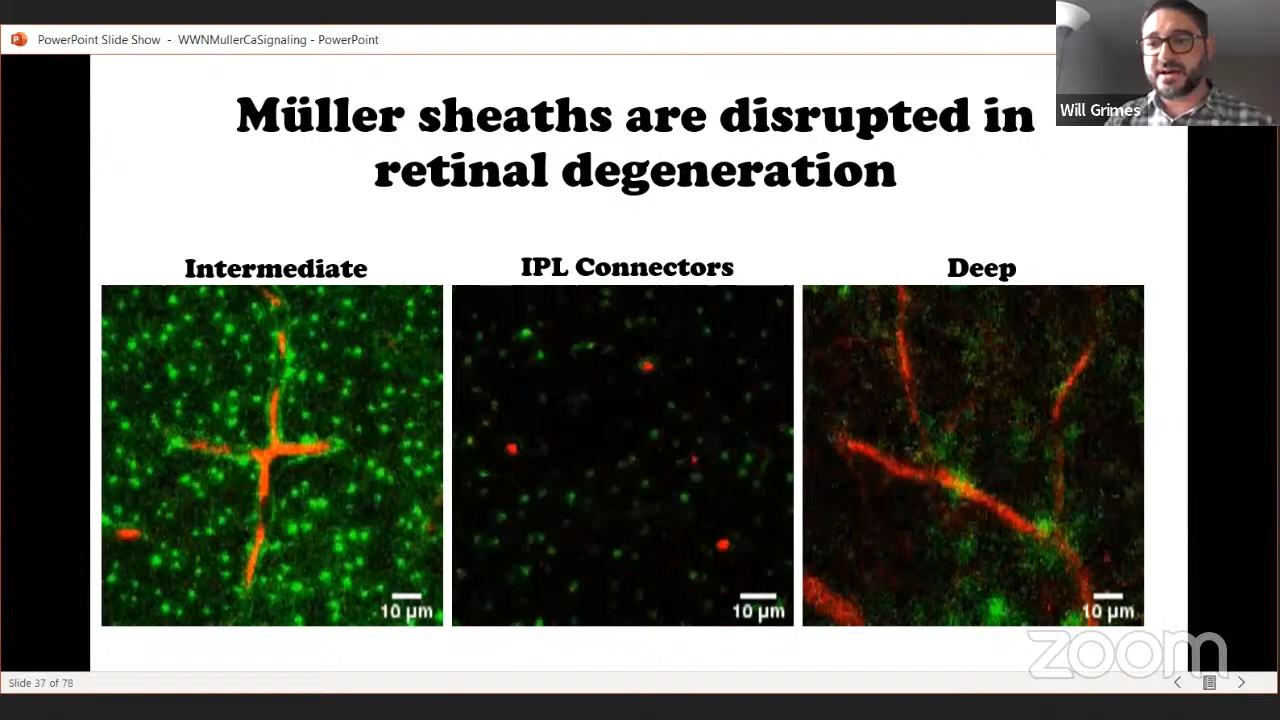 PowerPoint Slide Show - WWNMullerCaSignaling - PowerPoint
Will Grimes
Müller sheaths are disrupted in
retinal degeneration
Intermediate
IPL Connectors
Deep
10 µm
10 µm
10 µm
zoom
Slide 37 of 78